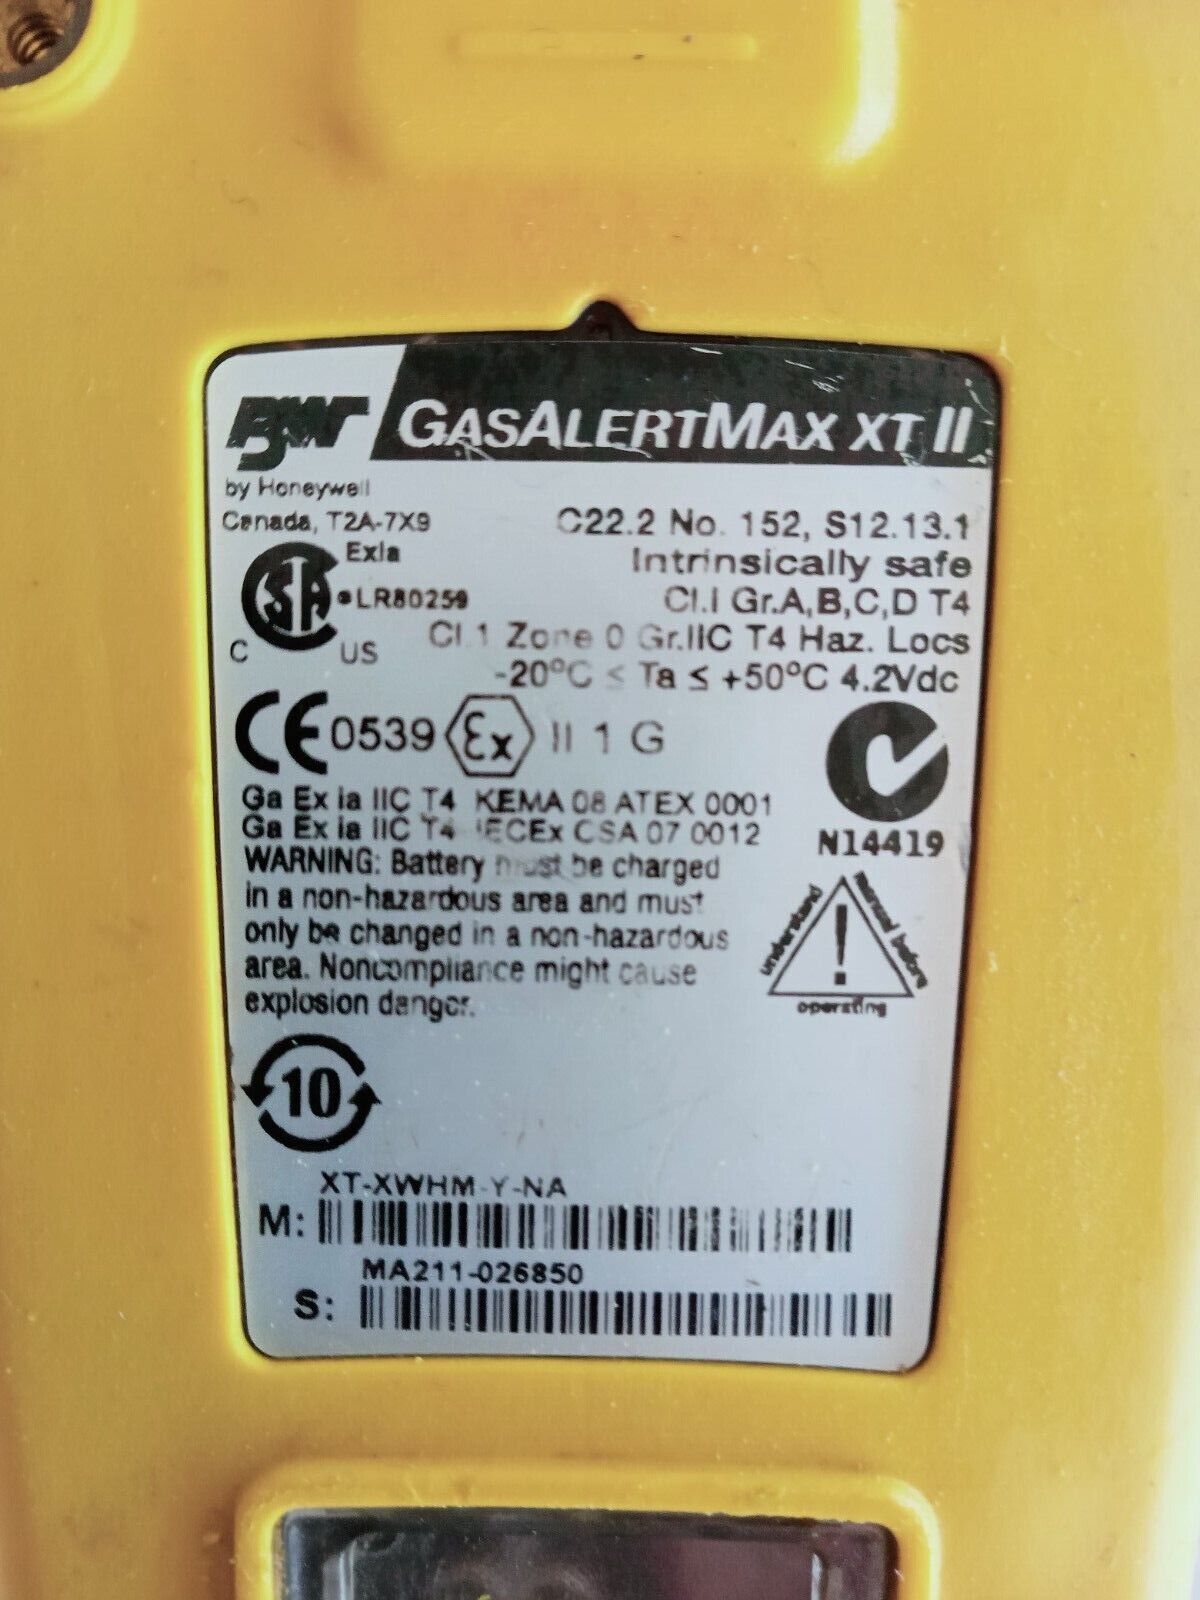 BW GASALERTMAX XT II
by Honeywell
Canada, T2A-7X9
C22.2 No. 152, S12.13.1
ExIa
Intrinsically safe
LR80259
Cl.I Gr.A,B,C,D T4
C US
Cl.1 Zone 0 Gr.IIC T4 Haz. Locs
-20°C ≤ Ta ≤ +50°C 4.2Vdc
CE 0539 Ex II 1 G
Ga Ex ia IIC T4 KEMA 08 ATEX 0001
Ga Ex ia IIC T4 IECEx CSA 07 0012
N14419
WARNING: Battery must be charged
in a non-hazardous area and must
only be changed in a non-hazardous
area. Noncompliance might cause
explosion danger.
understand
manual before
!
operating
10
XT-XWHM-Y-NA
M:
MA211-026850
S: